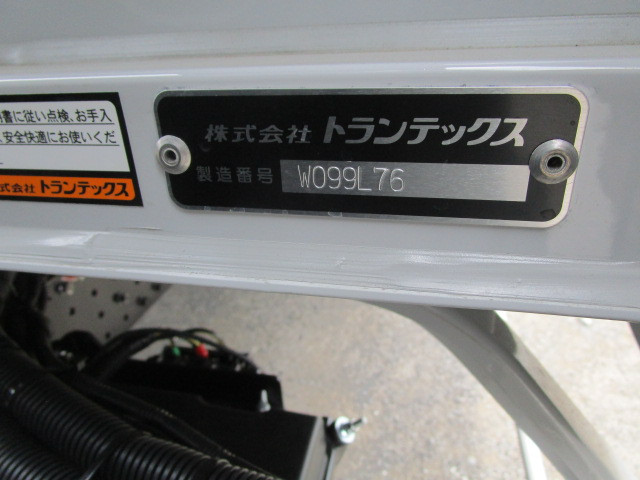 書に従い点検、お手入
安全快適にお使いくだ
式会社 トランテックス
株式会社 トランテックス
製造番号 W099L76